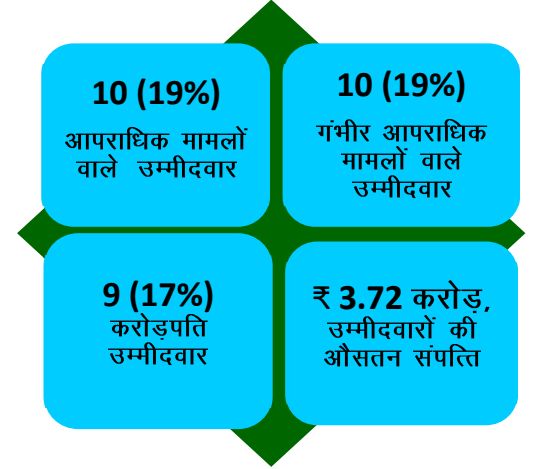 10 (19%)
आपराधिक मामलों
वाले उम्मीदवार
10 (19%)
गंभीर आपराधिक
मामलों वाले
उम्मीदवार
9 (17%)
करोड़पति
उम्मीदवार
₹ 3.72 करोड़,
उम्मीदवारों की
औसतन संपत्ति